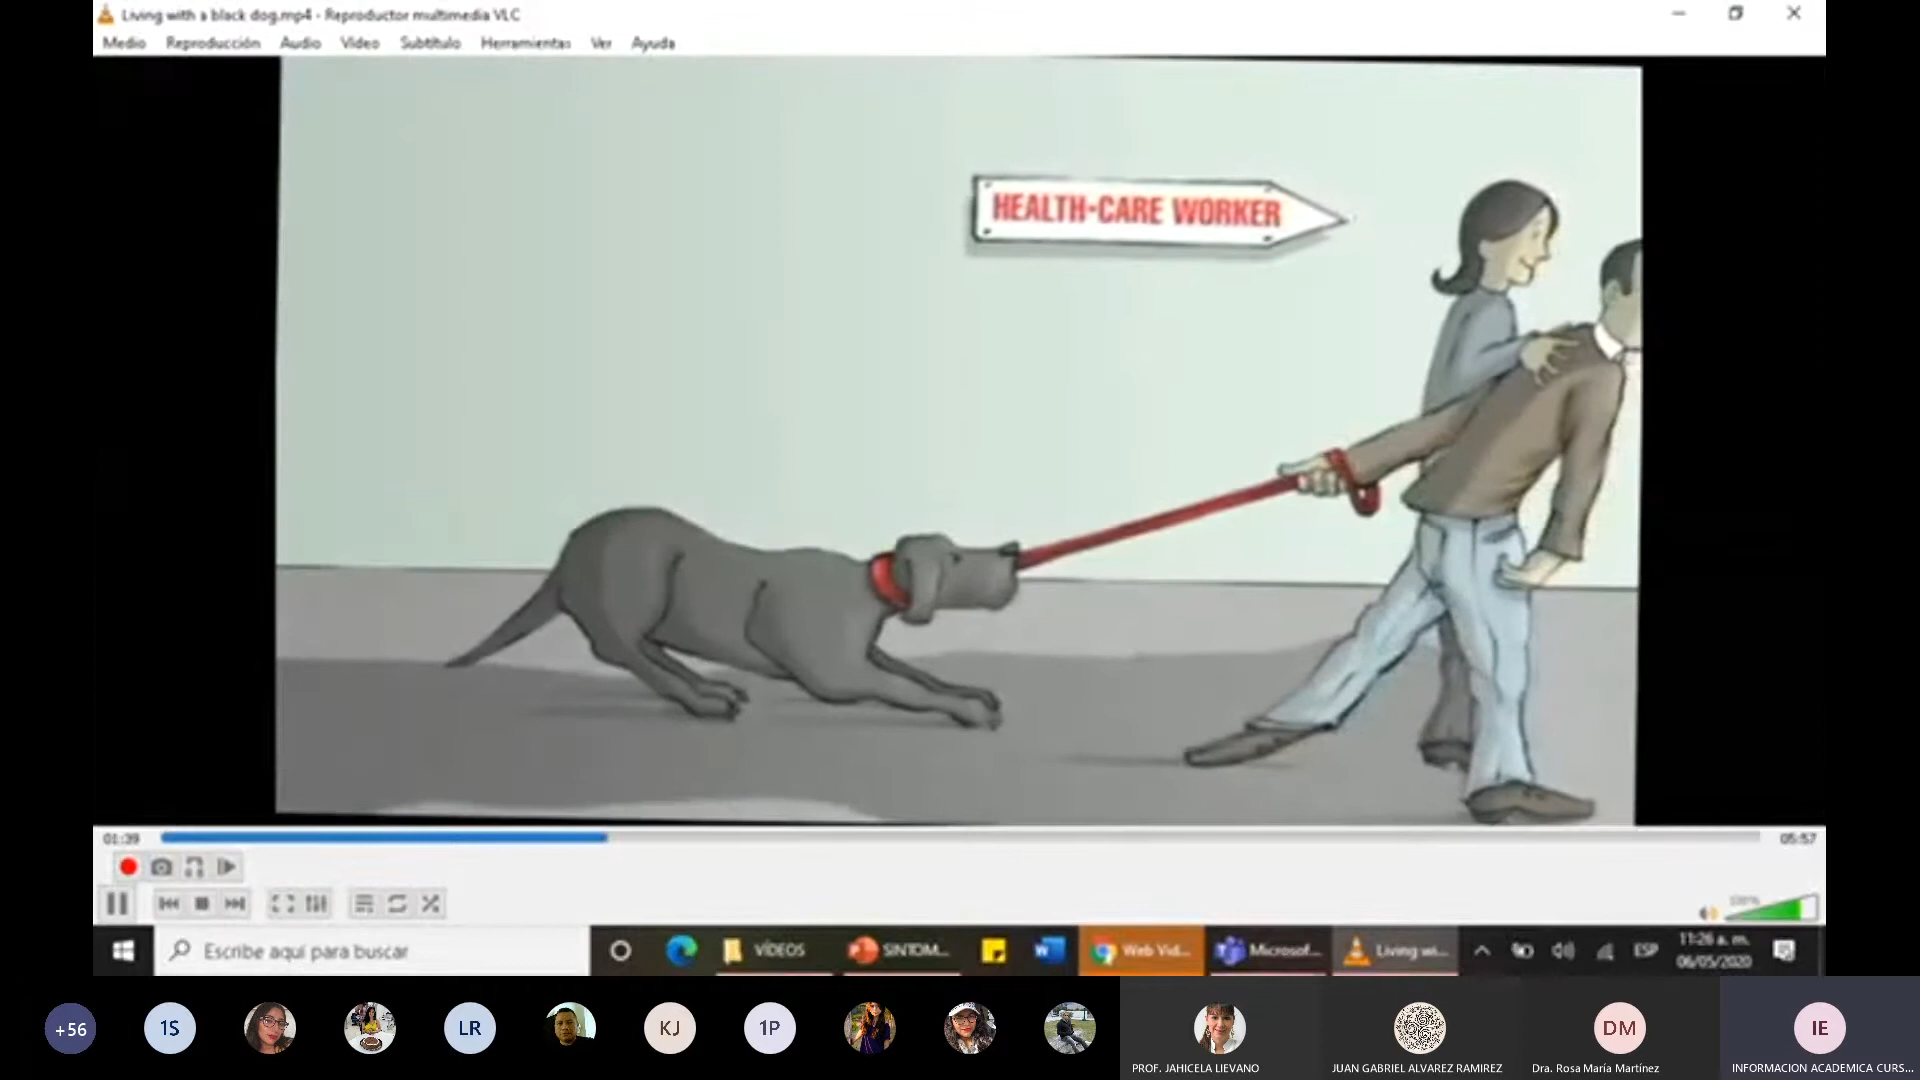 Living with a black dog.mp4 - Reproductor multimedia VLC
Medio Reproducción Audio Video Subtítulo Herramientas Ver Ayuda
HEALTH-CARE WORKER
01:39
05:57
100%
Escribe aquí para buscar
VÍDEOS
SINTOM...
Web Vid...
Microsof...
Living wi...
ESP
11:26 a. m.
06/05/2020
+56
1S
LR
KJ
1P
PROF. JAHICELA LIEVANO
JUAN GABRIEL ALVAREZ RAMIREZ
DM
Dra. Rosa María Martínez
IE
INFORMACION ACADEMICA CURS...